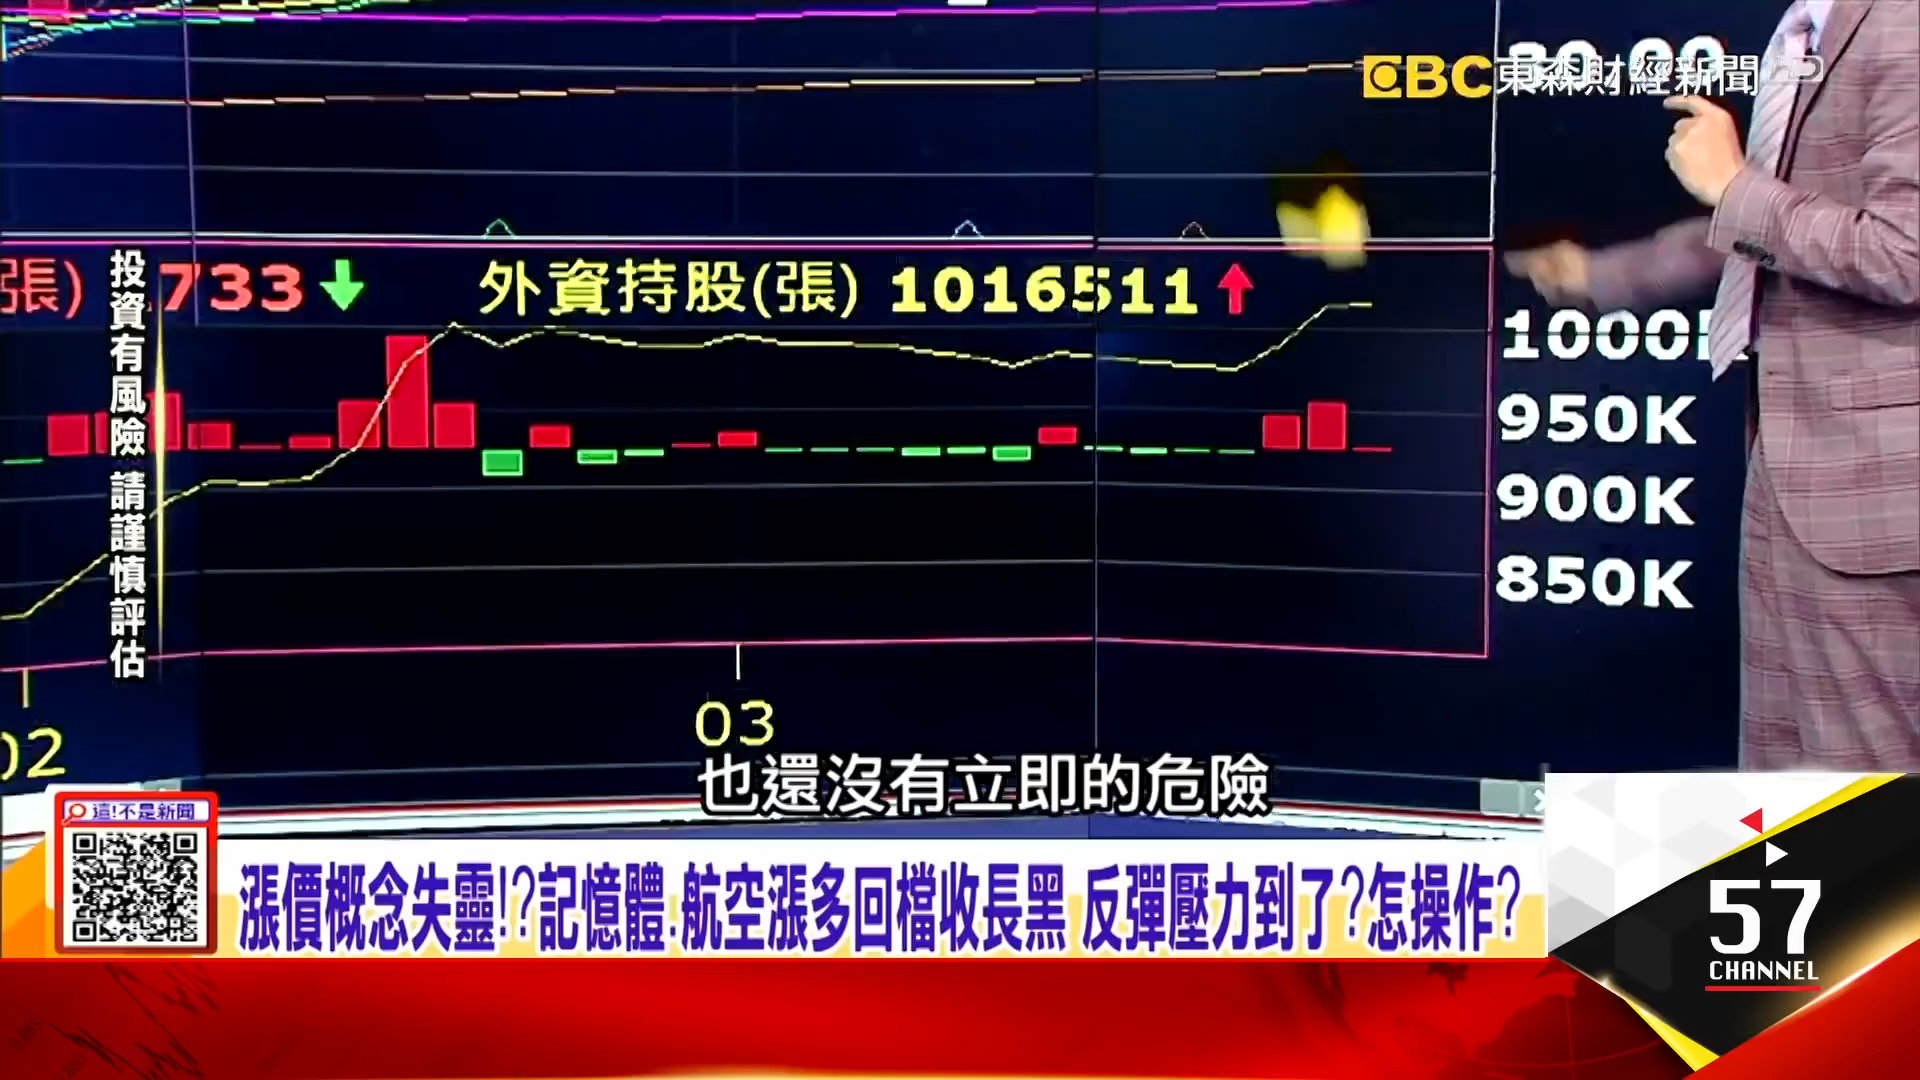 EBC東森財經新聞
張) 733
外資持股(張) 1016511
1000K
950K
900K
850K
投資有風險 請謹慎評估
02
03
也還沒有立即的危險
這!不是新聞
漲價概念失靈!?記憶體.航空漲多回檔收長黑 反彈壓力到了?怎操作?
57
CHANNEL